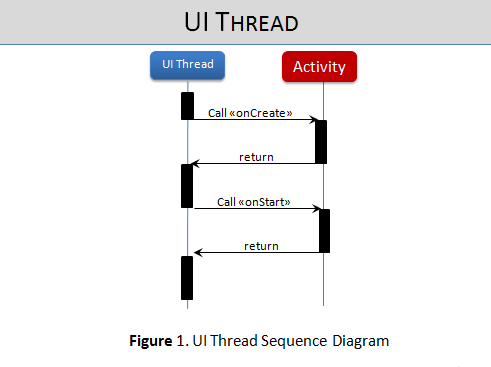 UI THREAD
UI Thread
Activity
Call «onCreate»
return
Call «onStart»
return
Figure 1. UI Thread Sequence Diagram